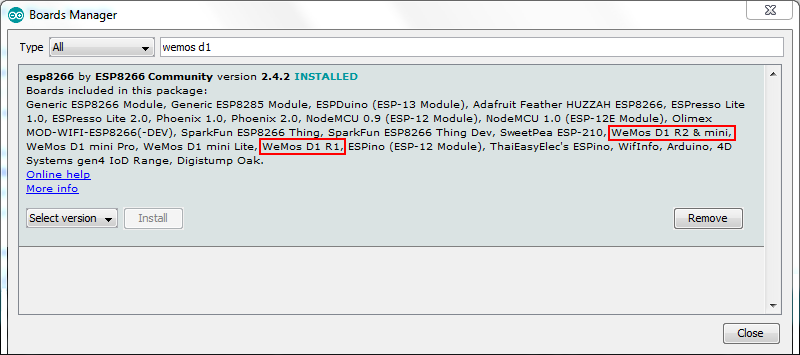 Boards Manager
Type All wemos d1
esp8266 by ESP8266 Community version 2.4.2 INSTALLED
Boards included in this package:
Generic ESP8266 Module, Generic ESP8285 Module, ESPDuino (ESP-13 Module), Adafruit Feather HUZZAH ESP8266, ESPresso Lite
1.0, ESPresso Lite 2.0, Phoenix 1.0, Phoenix 2.0, NodeMCU 0.9 (ESP-12 Module), NodeMCU 1.0 (ESP-12E Module), Olimex
MOD-WIFI-ESP8266(-DEV), SparkFun ESP8266 Thing, SparkFun ESP8266 Thing Dev, SweetPea ESP-210, WeMos D1 R2 & mini,
WeMos D1 mini Pro, WeMos D1 mini Lite, WeMos D1 R1, ESPino (ESP-12 Module), ThaiEasyElec's ESPino, WifInfo, Arduino, 4D
Systems gen4 IoD Range, Digistump Oak.
Online help
More info
Select version Install Remove
Close